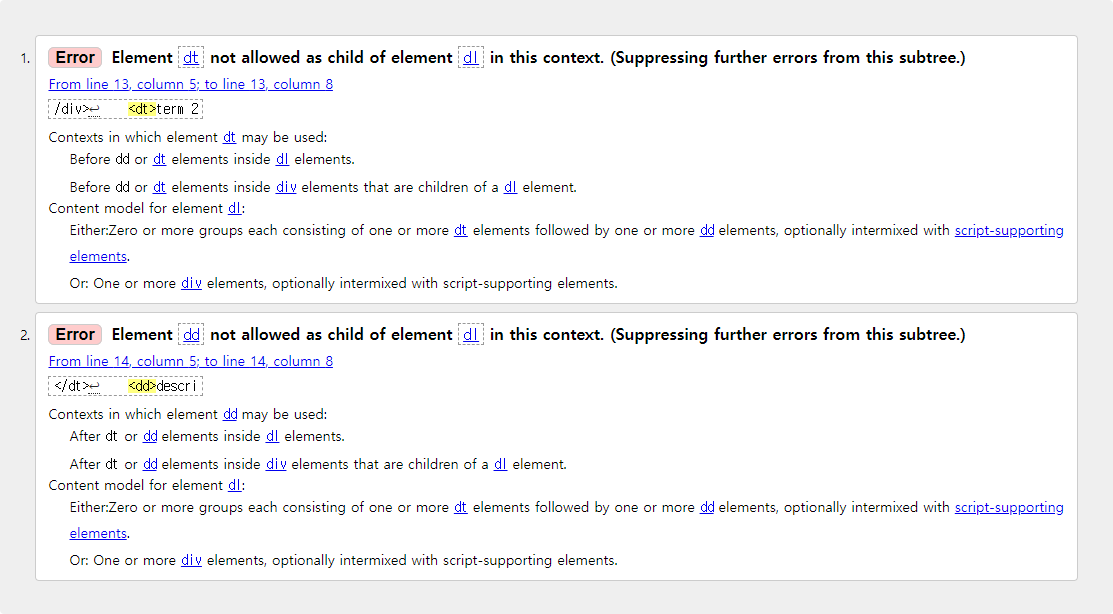 1. Error Element dt not allowed as child of element dl in this context. (Suppressing further errors from this subtree.)
From line 13, column 5; to line 13, column 8
/div>↩    <dt>term 2
Contexts in which element dt may be used:
Before dd or dt elements inside dl elements.
Before dd or dt elements inside div elements that are children of a dl element.
Content model for element dl:
Either:Zero or more groups each consisting of one or more dt elements followed by one or more dd elements, optionally intermixed with script-supporting
elements.
Or: One or more div elements, optionally intermixed with script-supporting elements.
2. Error Element dd not allowed as child of element dl in this context. (Suppressing further errors from this subtree.)
From line 14, column 5; to line 14, column 8
</dt>↩    <dd>descri
Contexts in which element dd may be used:
After dt or dd elements inside dl elements.
After dt or dd elements inside div elements that are children of a dl element.
Content model for element dl:
Either:Zero or more groups each consisting of one or more dt elements followed by one or more dd elements, optionally intermixed with script-supporting
elements.
Or: One or more div elements, optionally intermixed with script-supporting elements.